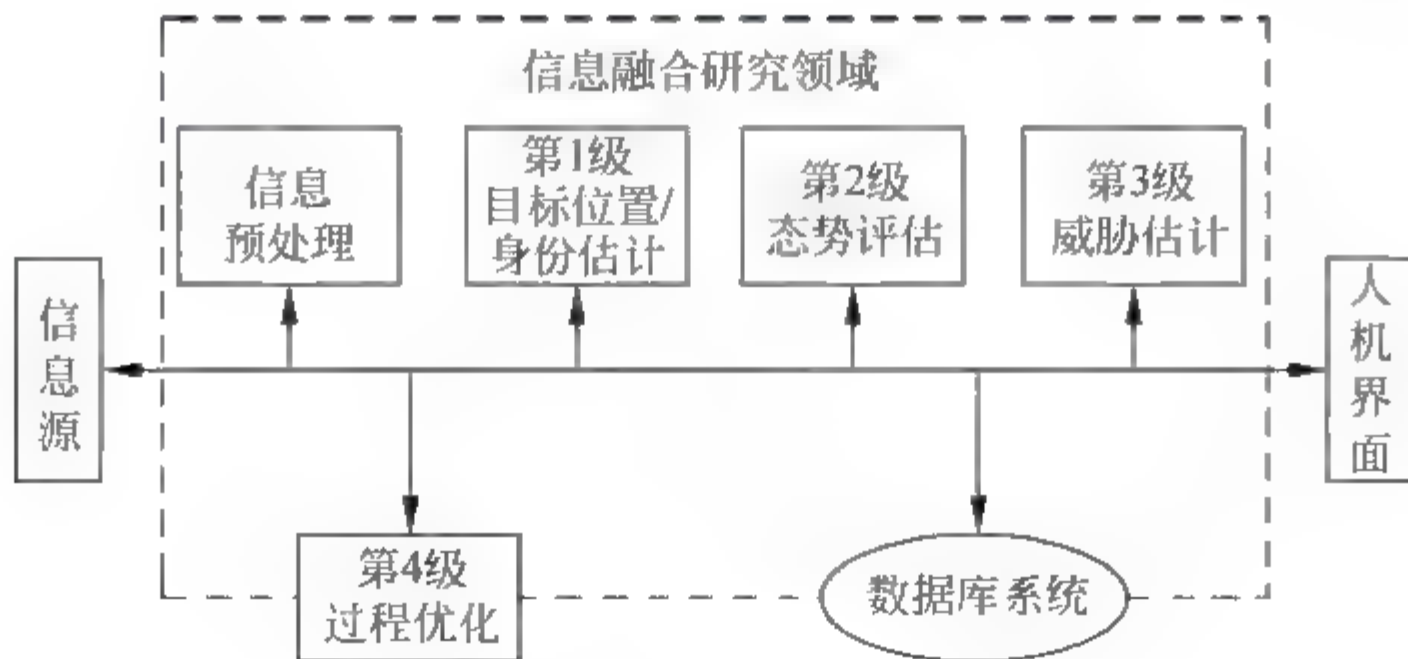 信息融合研究领域
信息
预处理
第1级
目标位置/
身份估计
第2级
态势评估
第3级
威胁估计
信
息
源
人
机
界
面
第4级
过程优化
数据库系统